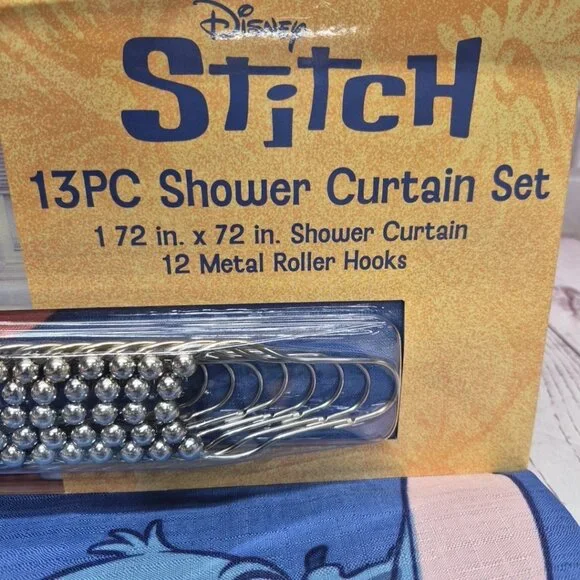 Disney
Stitch
13PC Shower Curtain Set
1 72 in. x 72 in. Shower Curtain
12 Metal Roller Hooks